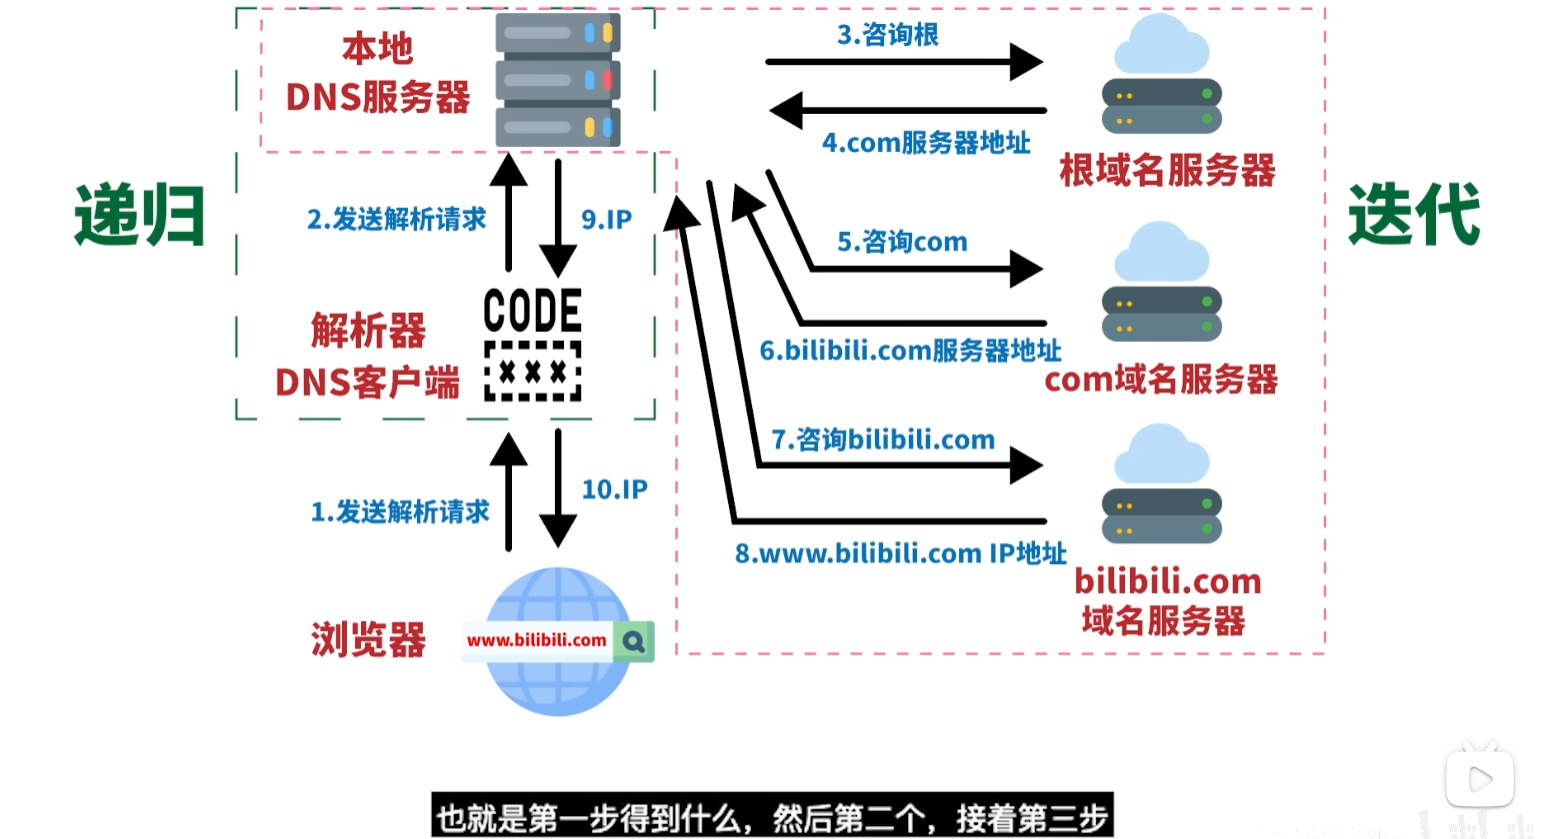 本地
DNS服务器
3.咨询根
4.com服务器地址
根域名服务器
递归
迭代
2.发送解析请求
9.IP
5.咨询com
CODE
解析器
DNS客户端
6.bilibili.com服务器地址
com域名服务器
7.咨询bilibili.com
1.发送解析请求
10.IP
8.www.bilibili.com IP地址
bilibili.com
域名服务器
浏览器
www.bilibili.com
也就是第一步得到什么，然后第二个，接着第三步